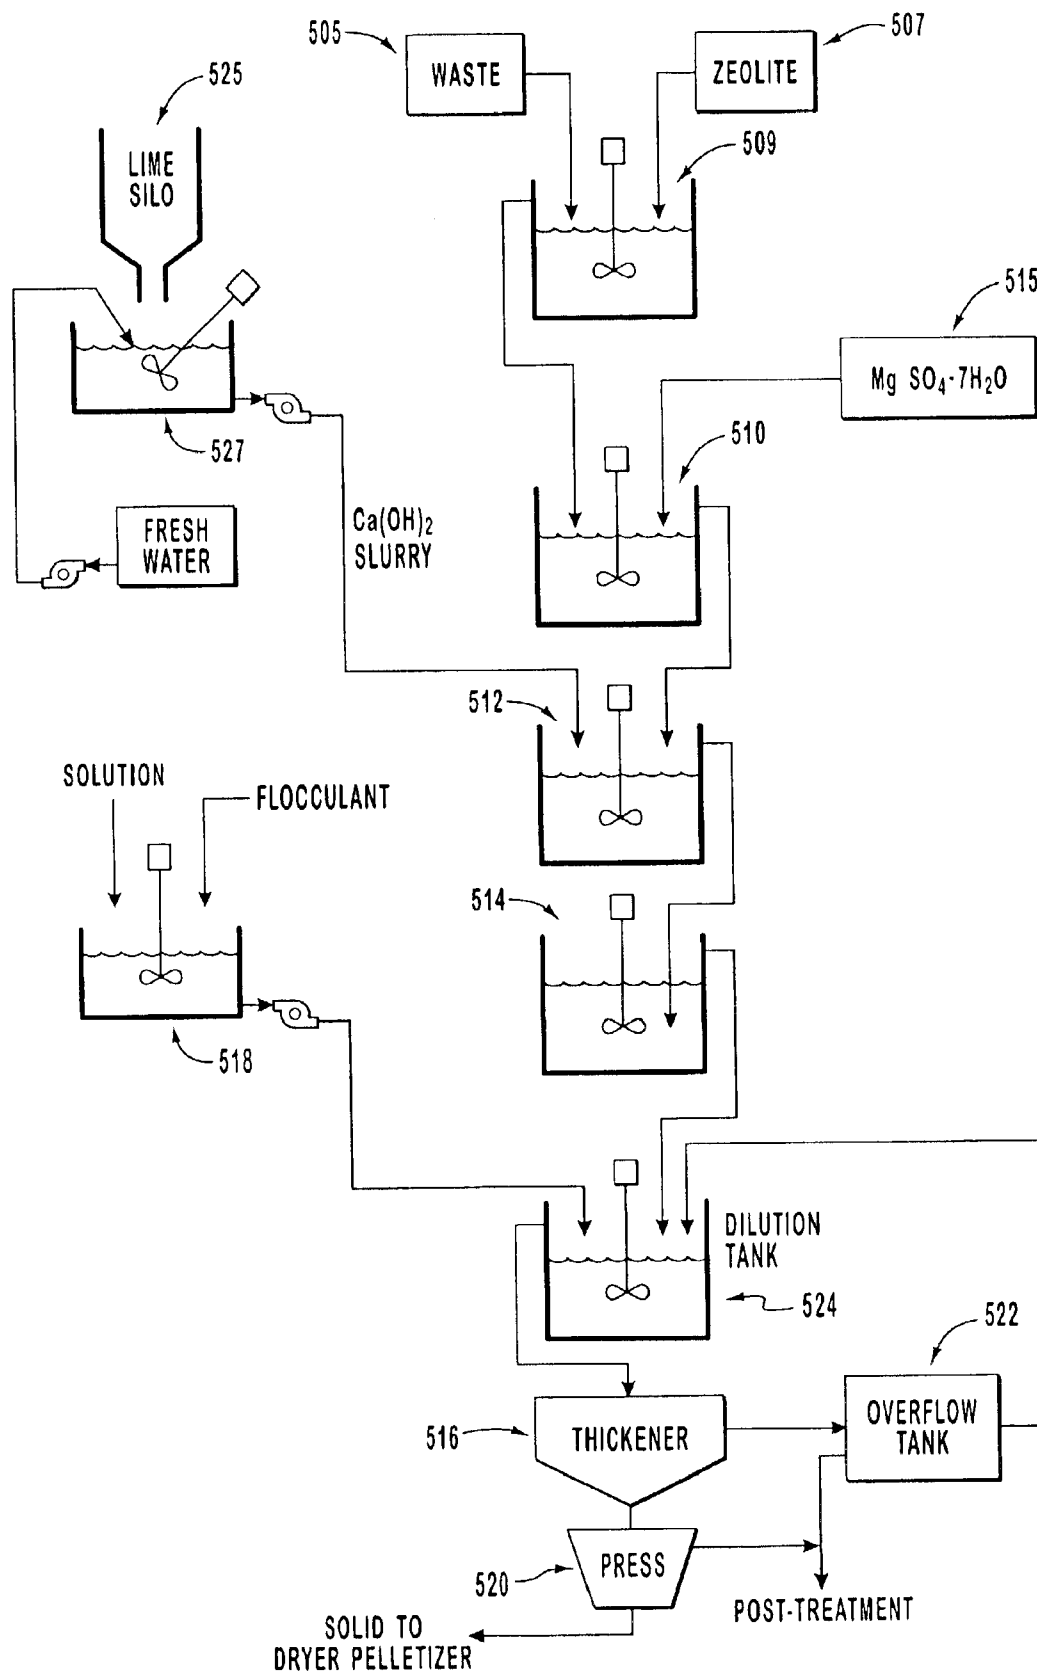 505
WASTE
507
ZEOLITE
525
LIME
SILO
509
515
Mg SO₄-7H₂O
527
510
FRESH
WATER
Ca(OH)₂
SLURRY
512
SOLUTION
FLOCCULANT
514
518
DILUTION
TANK
524
522
516
THICKENER
OVERFLOW
TANK
520
PRESS
POST-TREATMENT
SOLID TO
DRYER PELLETIZER